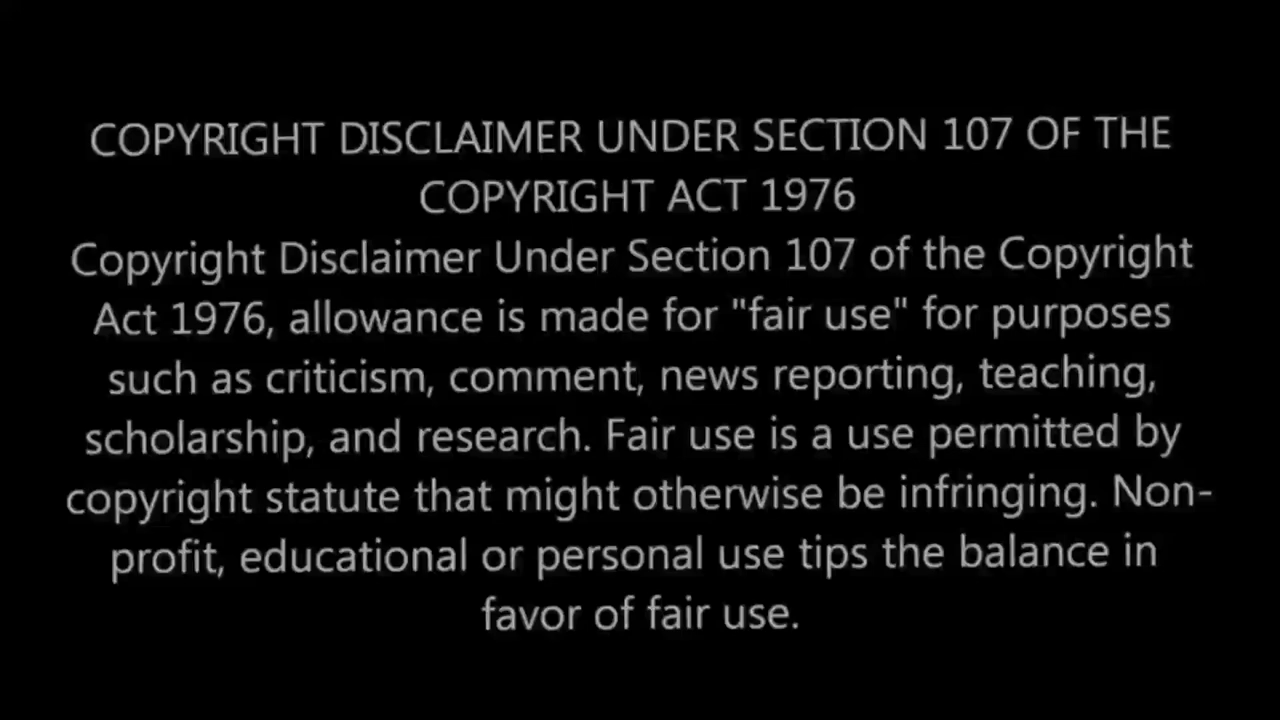 COPYRIGHT DISCLAIMER UNDER SECTION 107 OF THE
COPYRIGHT ACT 1976
Copyright Disclaimer Under Section 107 of the Copyright
Act 1976, allowance is made for "fair use" for purposes
such as criticism, comment, news reporting, teaching,
scholarship, and research. Fair use is a use permitted by
copyright statute that might otherwise be infringing. Non-
profit, educational or personal use tips the balance in
favor of fair use.